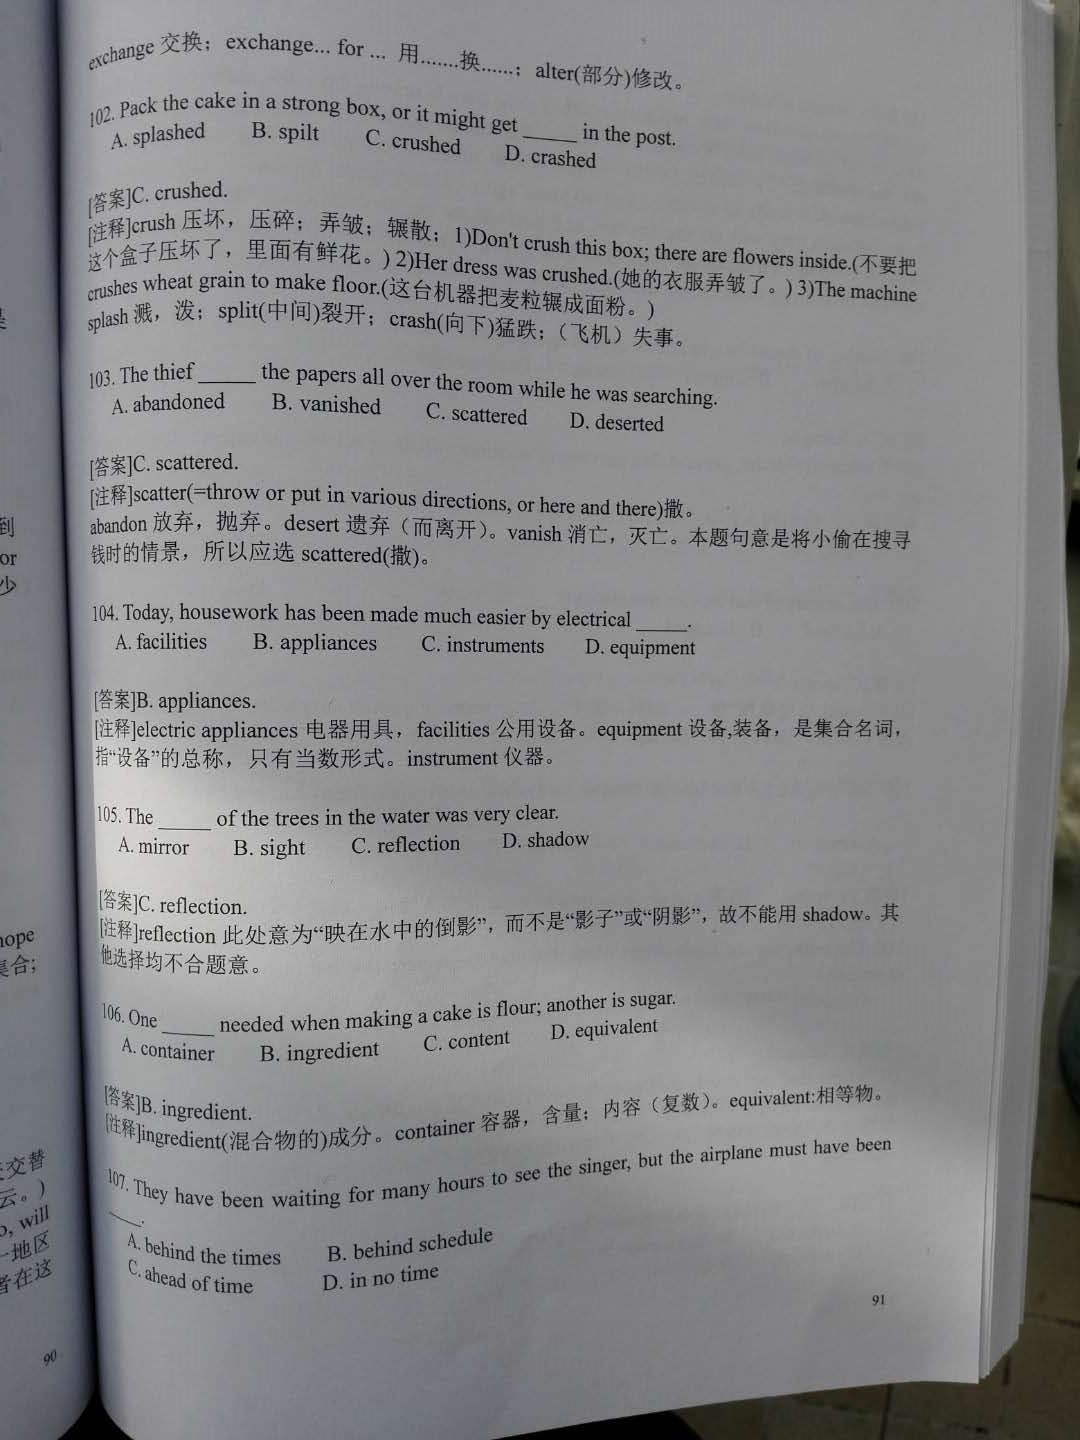 exchange 交换；exchange... for ... 用.......换......；alter(部分)修改。
102. Pack the cake in a strong box, or it might get _____ in the post.
A. splashed B. spilt C. crushed D. crashed
[答案]C. crushed.
[注释]crush 压坏，压碎；弄皱；辗散；1)Don't crush this box; there are flowers inside.(不要把
这个盒子压坏了，里面有鲜花。) 2)Her dress was crushed.(她的衣服弄皱了。) 3)The machine
crushes wheat grain to make floor.(这台机器把麦粒辗成面粉。)
splash 溅，泼；split(中间)裂开；crash(向下)猛跌；（飞机）失事。
103. The thief _____ the papers all over the room while he was searching.
A. abandoned B. vanished C. scattered D. deserted
[答案]C. scattered.
[注释]scatter(=throw or put in various directions, or here and there)撒。
abandon 放弃，抛弃。desert 遗弃（而离开）。vanish 消亡，灭亡。本题句意是将小偷在搜寻
钱时的情景，所以应选 scattered(撒)。
104. Today, housework has been made much easier by electrical _____.
A. facilities B. appliances C. instruments D. equipment
[答案]B. appliances.
[注释]electric appliances 电器用具，facilities 公用设备。equipment 设备,装备，是集合名词，
指“设备”的总称，只有当数形式。instrument 仪器。
105. The _____ of the trees in the water was very clear.
A. mirror B. sight C. reflection D. shadow
[答案]C. reflection.
[注释]reflection 此处意为“映在水中的倒影”，而不是“影子”或“阴影”，故不能用 shadow。其
他选择均不合题意。
106. One _____ needed when making a cake is flour; another is sugar.
A. container B. ingredient C. content D. equivalent
[答案]B. ingredient.
[注释]ingredient(混合物的)成分。container 容器，含量；内容（复数）。equivalent:相等物。
107. They have been waiting for many hours to see the singer, but the airplane must have been
___.
A. behind the times B. behind schedule
C. ahead of time D. in no time
91
到
or
少
hope
集合;
交替
云。)
o, will
一地区
者在这
90